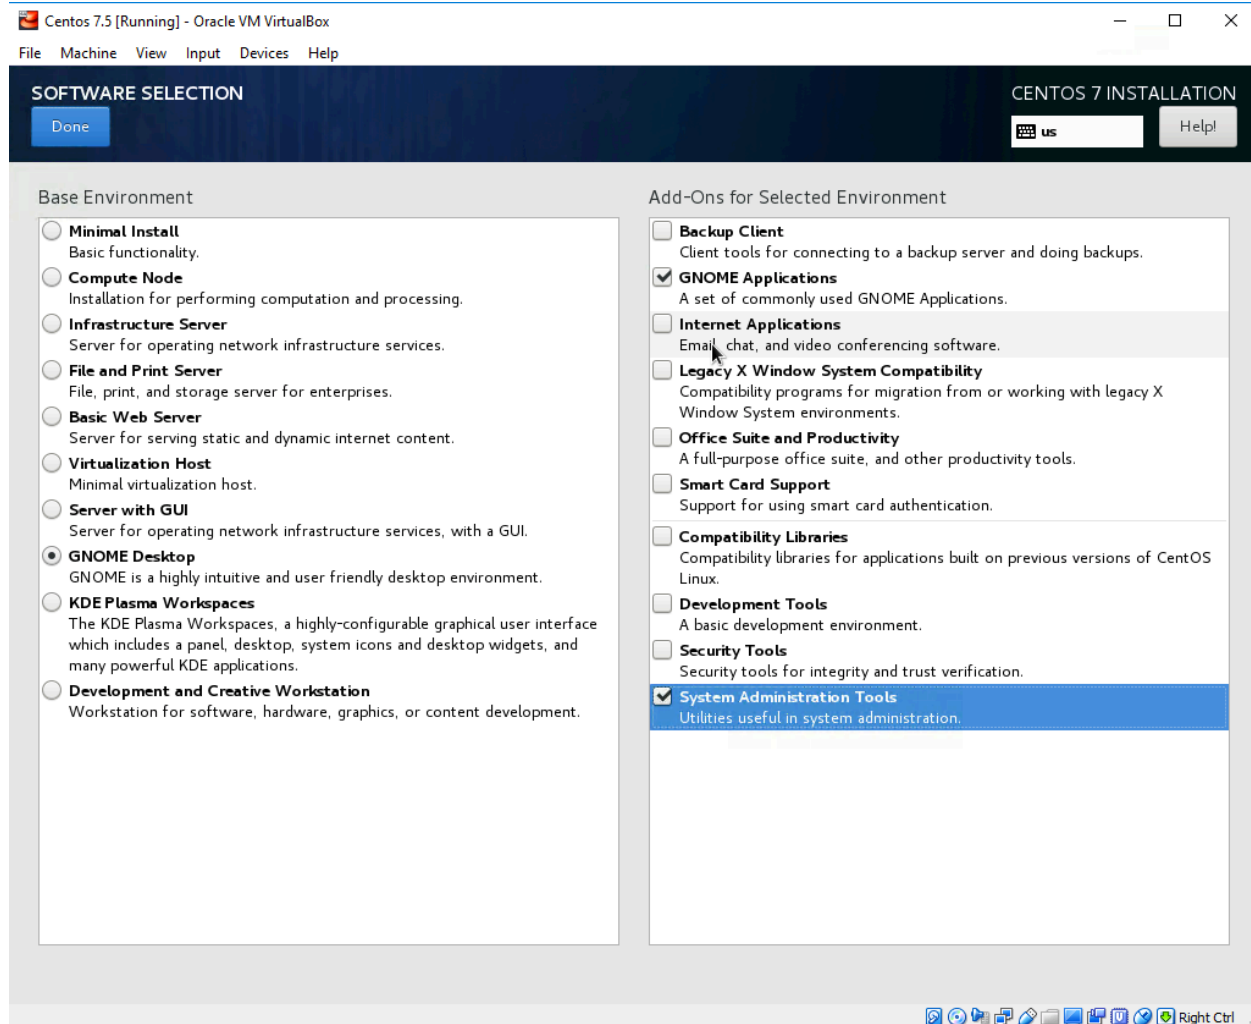 Centos 7.5 [Running] - Oracle VM VirtualBox
File Machine View Input Devices Help
SOFTWARE SELECTION
Done
CENTOS 7 INSTALLATION
us
Help!
Base Environment
Minimal Install
Basic functionality.
Compute Node
Installation for performing computation and processing.
Infrastructure Server
Server for operating network infrastructure services.
File and Print Server
File, print, and storage server for enterprises.
Basic Web Server
Server for serving static and dynamic internet content.
Virtualization Host
Minimal virtualization host.
Server with GUI
Server for operating network infrastructure services, with a GUI.
GNOME Desktop
GNOME is a highly intuitive and user friendly desktop environment.
KDE Plasma Workspaces
The KDE Plasma Workspaces, a highly-configurable graphical user interface
which includes a panel, desktop, system icons and desktop widgets, and
many powerful KDE applications.
Development and Creative Workstation
Workstation for software, hardware, graphics, or content development.
Add-Ons for Selected Environment
Backup Client
Client tools for connecting to a backup server and doing backups.
GNOME Applications
A set of commonly used GNOME Applications.
Internet Applications
Email, chat, and video conferencing software.
Legacy X Window System Compatibility
Compatibility programs for migration from or working with legacy X
Window System environments.
Office Suite and Productivity
A full-purpose office suite, and other productivity tools.
Smart Card Support
Support for using smart card authentication.
Compatibility Libraries
Compatibility libraries for applications built on previous versions of CentOS
Linux.
Development Tools
A basic development environment.
Security Tools
Security tools for integrity and trust verification.
System Administration Tools
Utilities useful in system administration.
Right Ctrl